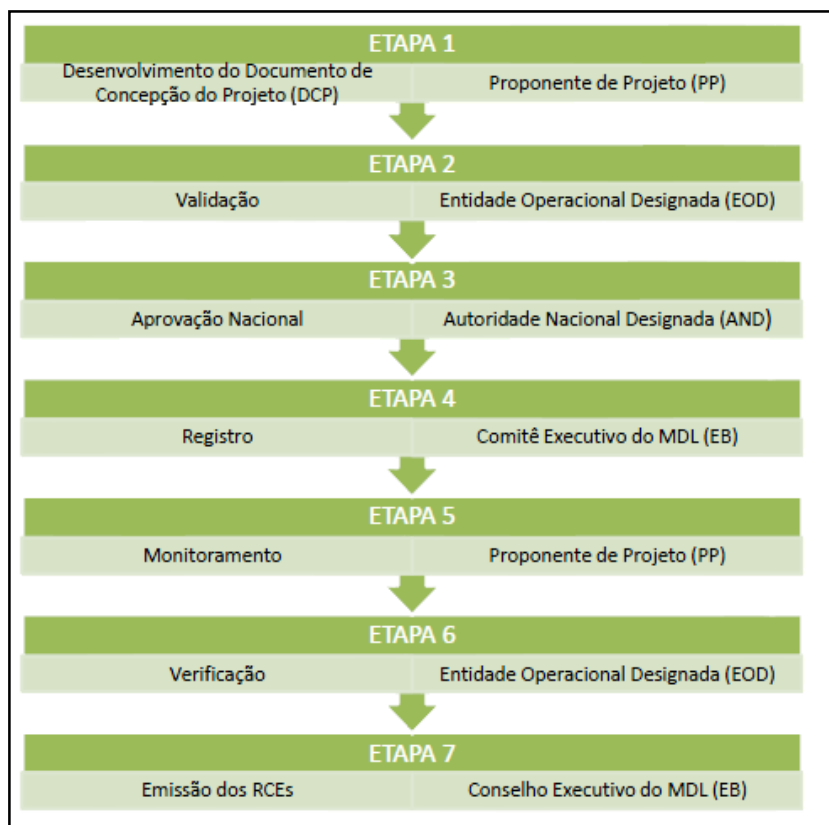 ETAPA 1
Desenvolvimento do Documento de
Concepção do Projeto (DCP)
Proponente de Projeto (PP)
ETAPA 2
Validação
Entidade Operacional Designada (EOD)
ETAPA 3
Aprovação Nacional
Autoridade Nacional Designada (AND)
ETAPA 4
Registro
Comitê Executivo do MDL (EB)
ETAPA 5
Monitoramento
Proponente de Projeto (PP)
ETAPA 6
Verificação
Entidade Operacional Designada (EOD)
ETAPA 7
Emissão dos RCEs
Conselho Executivo do MDL (EB)